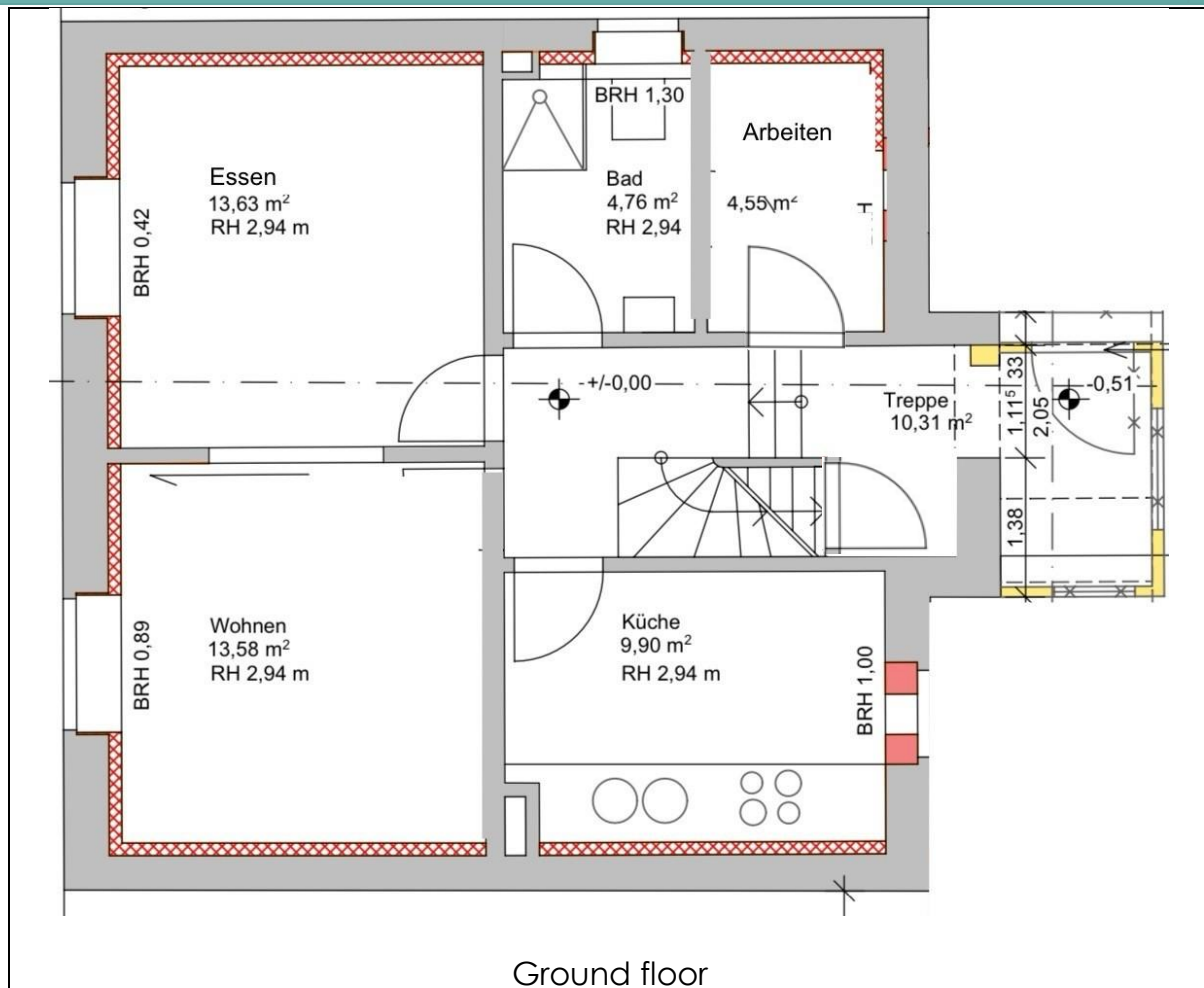 BRH 1,30
Arbeiten
Essen
13,63 m²
RH 2,94 m
Bad
4,76 m²
RH 2,94
4,55 m²
BRH 0,42
+/-0,00
Treppe
10,31 m²
33
1,11⁵
2,05
1,38
-0,51
Wohnen
13,58 m²
RH 2,94 m
BRH 0,89
Küche
9,90 m²
RH 2,94 m
BRH 1,00
Ground floor